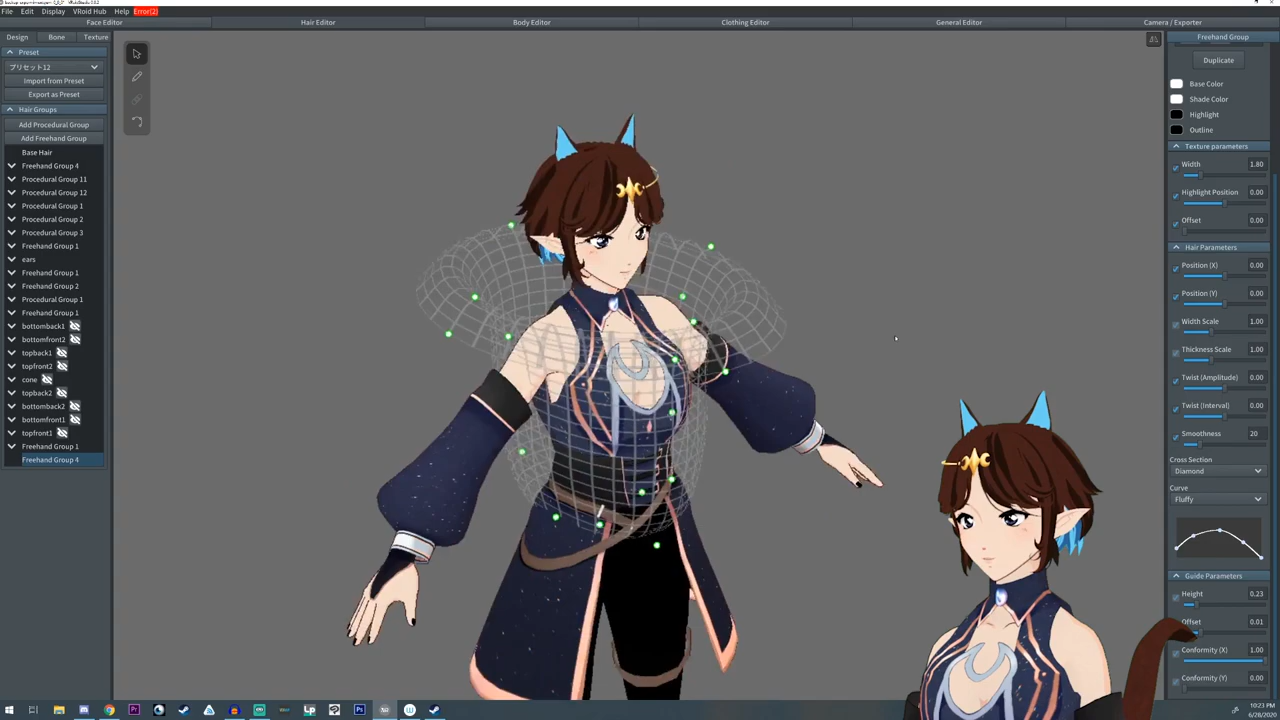 File Edit Display VRoid Hub Help Error(2)
Face Editor Hair Editor Body Editor Clothing Editor General Editor Camera / Exporter
Design Bone Texture
Preset
プリセット12
Import from Preset
Export as Preset
Hair Groups
Add Procedural Group
Add Freehand Group
Base Hair
Freehand Group 4
Procedural Group 11
Procedural Group 12
Procedural Group 1
Procedural Group 2
Procedural Group 3
Freehand Group 1
ears
Freehand Group 1
Freehand Group 2
Procedural Group 1
Freehand Group 1
bottomback1
bottomfront2
topback1
topfront2
cone
topback2
bottomback2
bottomfront1
topfront1
Freehand Group 1
Freehand Group 4
Freehand Group
Duplicate
Base Color
Shade Color
Highlight
Outline
Texture parameters
Width 1.80
Highlight Position 0.00
Offset 0.00
Hair Parameters
Position (X) 0.00
Position (Y) 0.00
Width Scale 1.00
Thickness Scale 1.00
Twist (Amplitude) 0.00
Twist (Interval) 0.00
Smoothness 20
Cross Section
Diamond
Curve
Fluffy
Guide Parameters
Height 0.23
Offset 0.01
Conformity (X) 1.00
Conformity (Y) 0.00
10:23 PM
6/28/2020